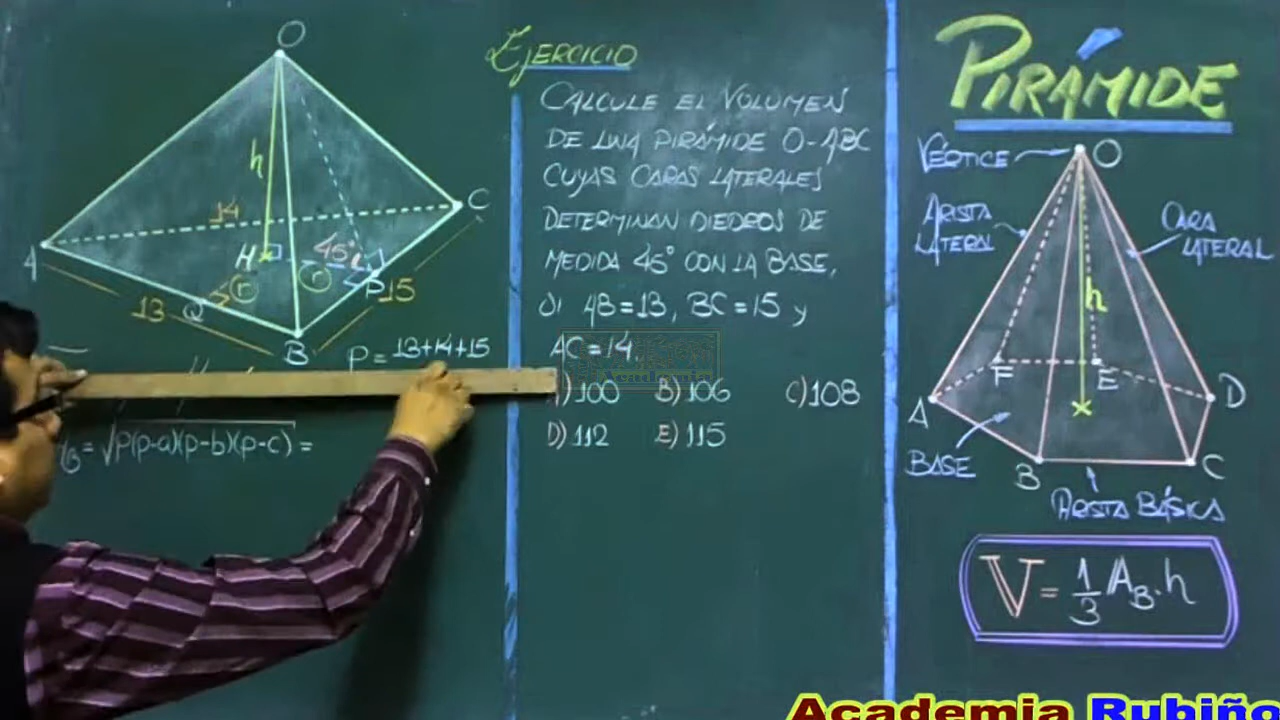 O
h
14
C
A
H
45°
r
r
P
15
13
Q
B
P = 13+14+15
= √p(p-a)(p-b)(p-c) =
EJERCICIO
CALCULE EL VOLUMEN
DE UNA PIRÁMIDE O-ABC
CUYAS CARAS LATERALES
DETERMINAN DIEDROS DE
MEDIDA 45° CON LA BASE,
Si AB=13, BC=15 y
AC=14.
A) 100 B) 106 C) 108
D) 112 E) 115
PIRÁMIDE
VÉRTICE
O
ARISTA
LATERAL
CARA
LATERAL
h
F
E
A
D
BASE
B
C
ARISTA BÁSICA
V = 1/3 A_B . h
Academia Rubiño